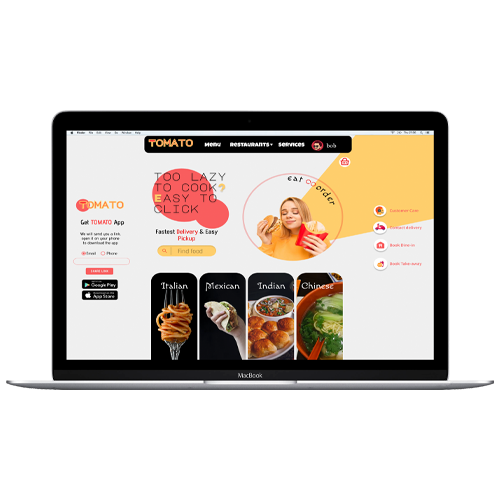 TOMATO
Menu
RESTAURANTS
SERVICES
bob
TOO LAZY
TO COOK?
EASY TO
CLICK
Fastest Delivery & Easy
Pickup
Find food
eat
order
TOMATO
Get TOMATO App
We will send you a link,
open it on your phone
to download the app
Email
Phone
Google Play
App Store
Customer care
Contact delivery
Book Dine-in
Book Take-away
Italian
Mexican
Indian
Chinese
MacBook